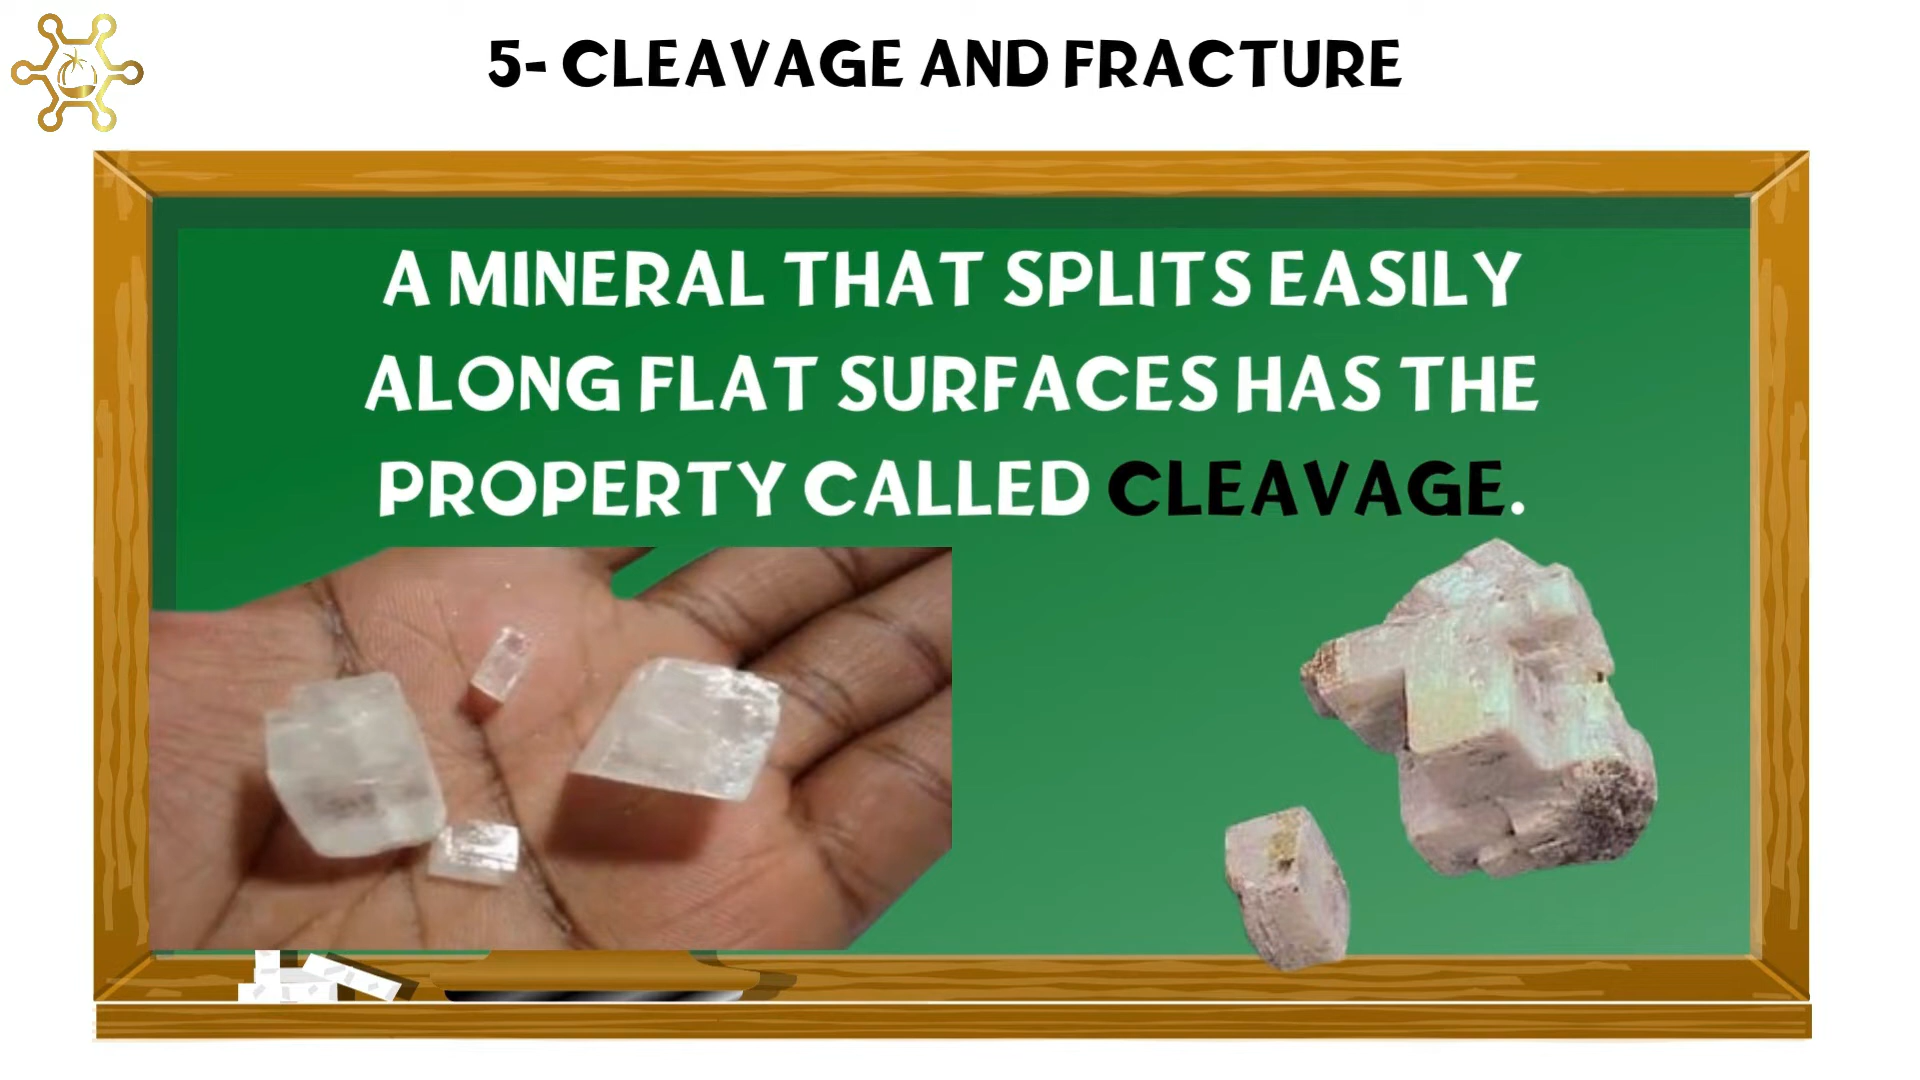 5- CLEAVAGE AND FRACTURE
A MINERAL THAT SPLITS EASILY
ALONG FLAT SURFACES HAS THE
PROPERTY CALLED CLEAVAGE.